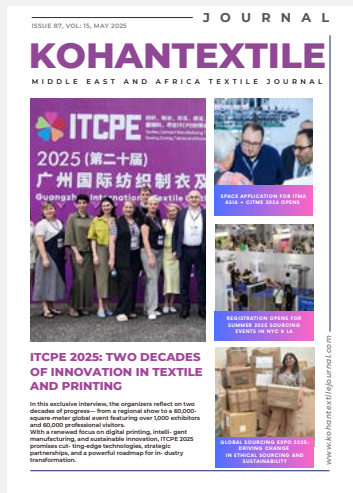 JOURNAL
ISSUE 87, VOL: 15, MAY 2025
KOHANTEXTILE
MIDDLE EAST AND AFRICA TEXTILE JOURNAL
ITCPE
2025 (第二十届)
广州国际纺织制衣及
Guangzhou International Textile
SPACE APPLICATION FOR ITMA
ASIA + CITME 2026 OPENS
REGISTRATION OPENS FOR
SUMMER 2025 SOURCING
EVENTS IN NYC & LA
ITCPE 2025: TWO DECADES
OF INNOVATION IN TEXTILE
AND PRINTING
In this exclusive interview, the organizers reflect on two
decades of progress— from a regional show to a 60,000-
square-meter global event featuring over 1,000 exhibitors
and 60,000 professional visitors.
With a renewed focus on digital printing, intelli- gent
manufacturing, and sustainable innovation, ITCPE 2025
promises cut- ting-edge technologies, strategic
partnerships, and a powerful roadmap for in- dustry
transformation.
GLOBAL SOURCING EXPO 2025:
DRIVING CHANGE
IN ETHICAL SOURCING AND
SUSTAINABILITY
www.kohantextilejournal.com